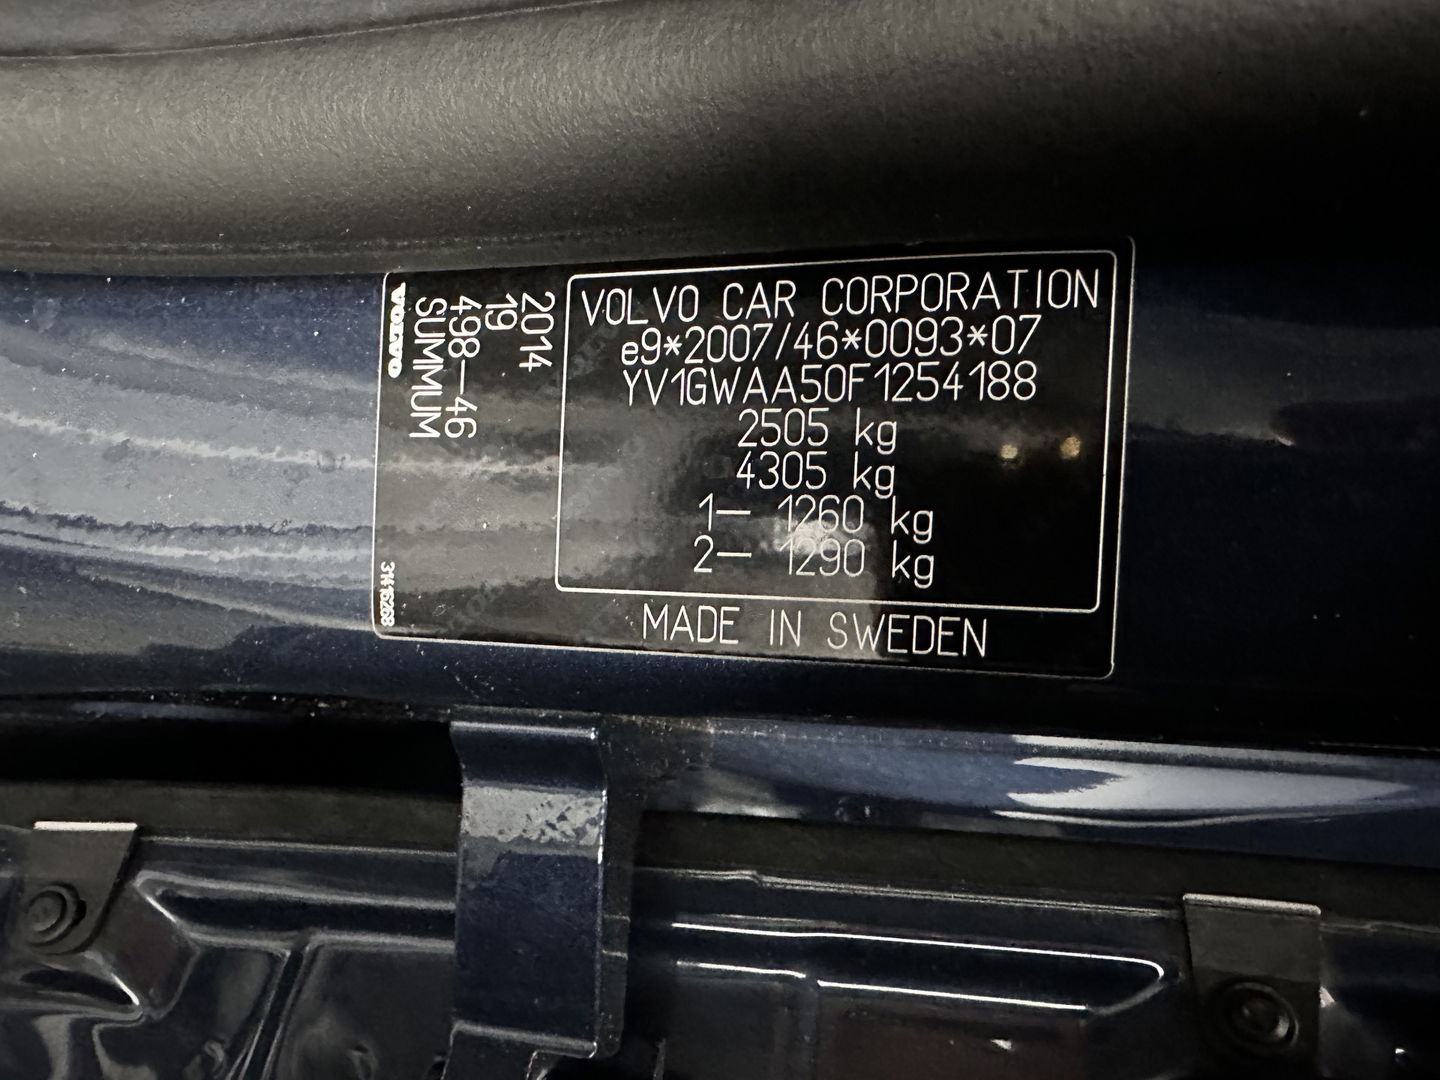 VOLVO CAR CORPORATION
e9*2007/46*0093*07
YV1GWAA50F1254188
2505 kg
4305 kg
1— 1260 kg
2— 1290 kg
MADE IN SWEDEN
2014
19
498—46
SUMMUM
VOLVO
31416268